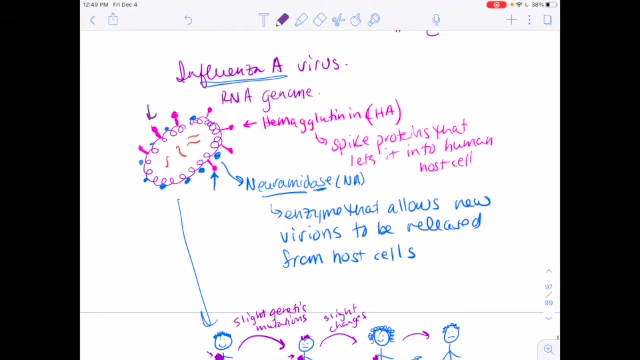 12:49 PM Fri Dec 4
38%
Influenza A virus.
RNA genome.
Hemagglutinin (HA)
spike proteins that
lets it into human
host cell
Neuramidase (NA)
enzyme that allows new
virions to be released
from host cells
97
99
slight genetic
mutations
slight
changes